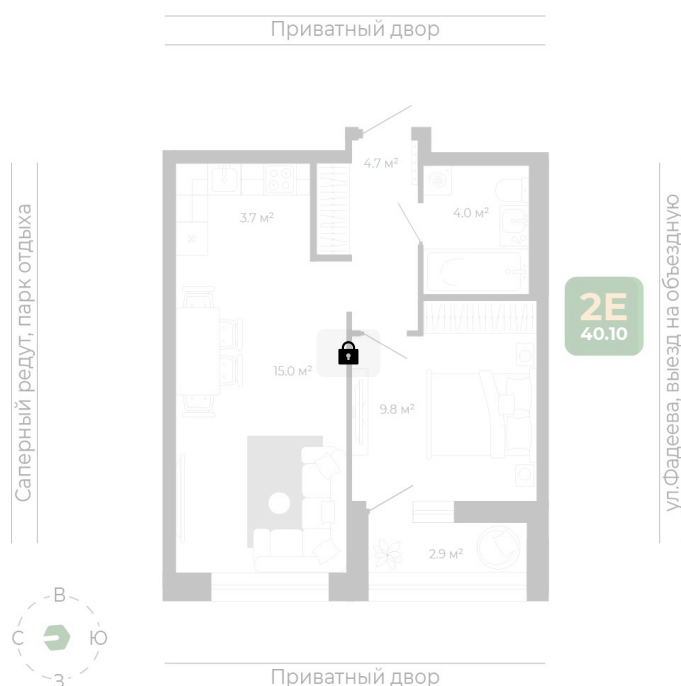 Приватный двор
4.7 м²
3.7 м²
4.0 м²
Саперный редут, парк отдыха
ул.Фадеева, выезд на объездную
2Е
40.10
15.0 м²
9.8 м²
2.9 м²
В
С
Ю
З
Приватный двор